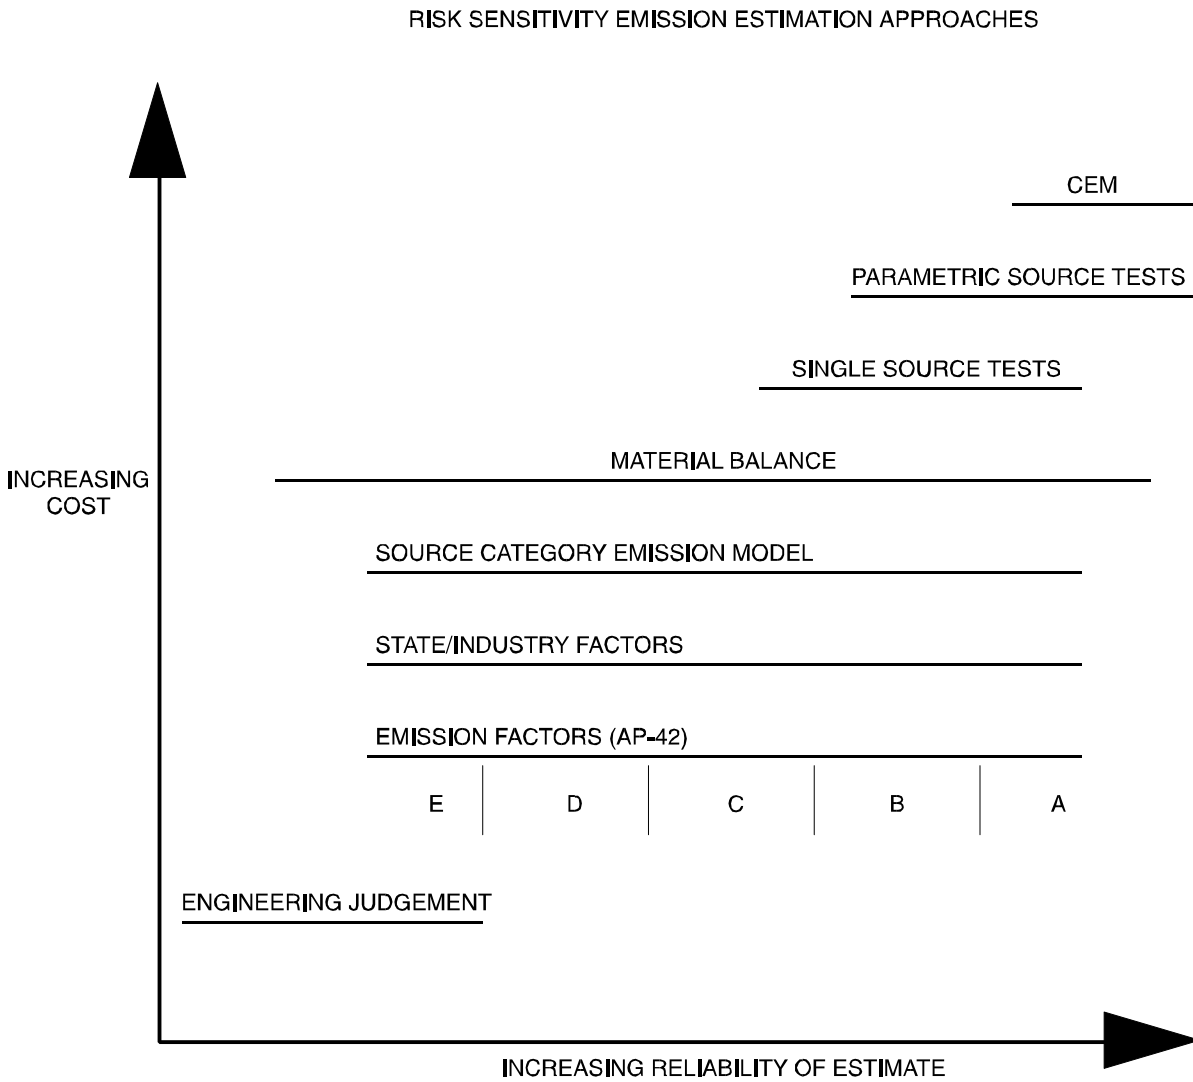 RISK SENSITIVITY EMISSION ESTIMATION APPROACHES
CEM
PARAMETRIC SOURCE TESTS
SINGLE SOURCE TESTS
MATERIAL BALANCE
INCREASING
COST
SOURCE CATEGORY EMISSION MODEL
STATE/INDUSTRY FACTORS
EMISSION FACTORS (AP-42)
E D C B A
ENGINEERING JUDGEMENT
INCREASING RELIABILITY OF ESTIMATE